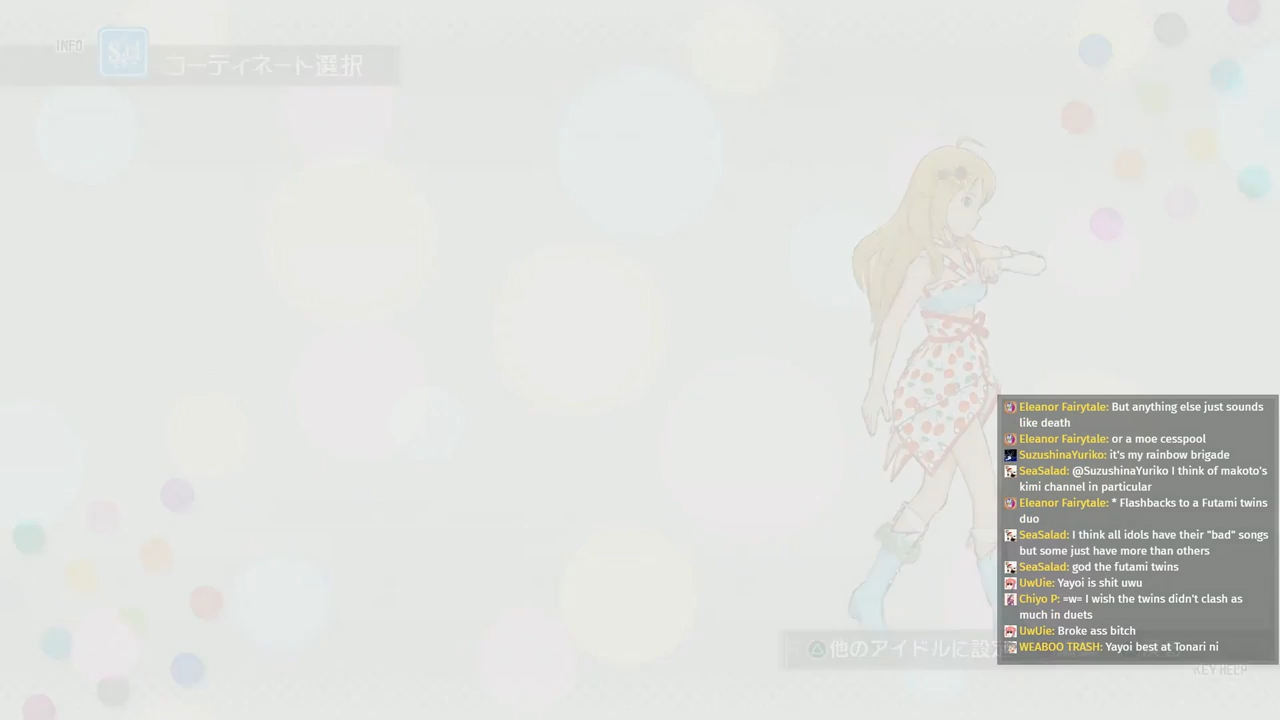 INFO
コーディネート選択
Eleanor Fairytale: But anything else just sounds
like death
Eleanor Fairytale: or a moe cesspool
SuzushinaYuriko: it's my rainbow brigade
SeaSalad: @SuzushinaYuriko I think of makoto's
kimi channel in particular
Eleanor Fairytale: * Flashbacks to a Futami twins
duo
SeaSalad: I think all idols have their "bad" songs
but some just have more than others
SeaSalad: god the futami twins
UwUie: Yayoi is shit uwu
Chiyo P: =w= I wish the twins didn't clash as
much in duets
UwUie: Broke ass bitch
WEABOO TRASH: Yayoi best at Tonari ni
他のアイドルに設定
KEY HELP